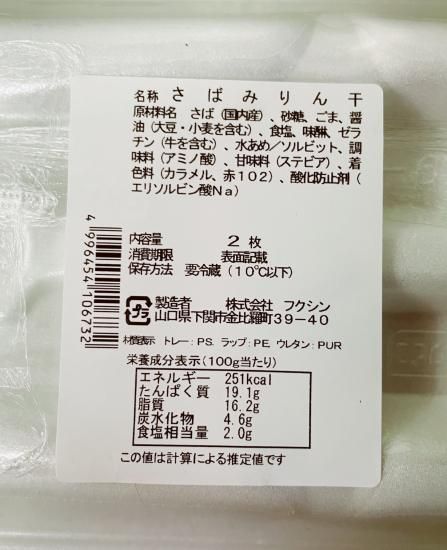 名称 さばみりん干
原材料名 さば(国内産)、砂糖、ごま、醤
油(大豆・小麦を含む)、食塩、味醂、ゼラ
チン(牛を含む)、水あめ/ソルビット、調
味料(アミノ酸)、甘味料(ステビア)、着
色料(カラメル、赤102)、酸化防止剤(
エリソルビン酸Na)
内容量 2枚
消費期限 表面記載
保存方法 要冷蔵(10℃以下)
4996454106732
プラ 製造者 株式会社 フクシン
山口県下関市金比羅町39-40
材質表示 トレー:PS, ラップ:PE, ウレタン:PUR
栄養成分表示(100g当たり)
エネルギー 251kcal
たんぱく質 19.1g
脂質 16.2g
炭水化物 4.6g
食塩相当量 2.0g
この値は計算による推定値です